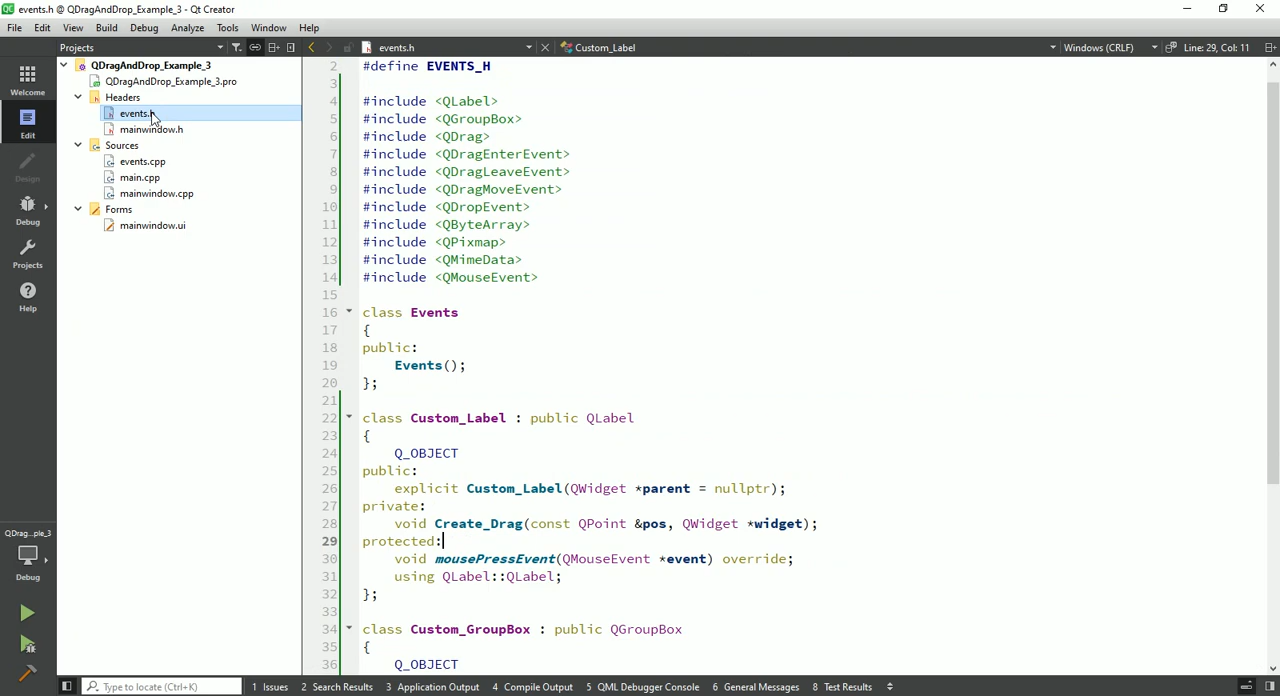 events.h @ QDragAndDrop_Example_3 - Qt Creator
File Edit View Build Debug Analyze Tools Window Help
Projects
events.h
Custom_Label
Windows (CRLF)
Line: 29, Col: 11
Welcome
Edit
Design
Debug
Projects
Help
QDragAndDrop_Example_3
QDragAndDrop_Example_3.pro
Headers
events.h
mainwindow.h
Sources
events.cpp
main.cpp
mainwindow.cpp
Forms
mainwindow.ui
QDrag...ple_3
Debug
2 #define EVENTS_H
3
4 #include <QLabel>
5 #include <QGroupBox>
6 #include <QDrag>
7 #include <QDragEnterEvent>
8 #include <QDragLeaveEvent>
9 #include <QDragMoveEvent>
10 #include <QDropEvent>
11 #include <QByteArray>
12 #include <QPixmap>
13 #include <QMimeData>
14 #include <QMouseEvent>
15
16 class Events
17 {
18 public:
19 Events();
20 };
21
22 class Custom_Label : public QLabel
23 {
24 Q_OBJECT
25 public:
26 explicit Custom_Label(QWidget *parent = nullptr);
27 private:
28 void Create_Drag(const QPoint &pos, QWidget *widget);
29 protected:
30 void mousePressEvent(QMouseEvent *event) override;
31 using QLabel::QLabel;
32 };
33
34 class Custom_GroupBox : public QGroupBox
35 {
36 Q_OBJECT
Type to locate (Ctrl+K)
1 Issues 2 Search Results 3 Application Output 4 Compile Output 5 QML Debugger Console 6 General Messages 8 Test Results